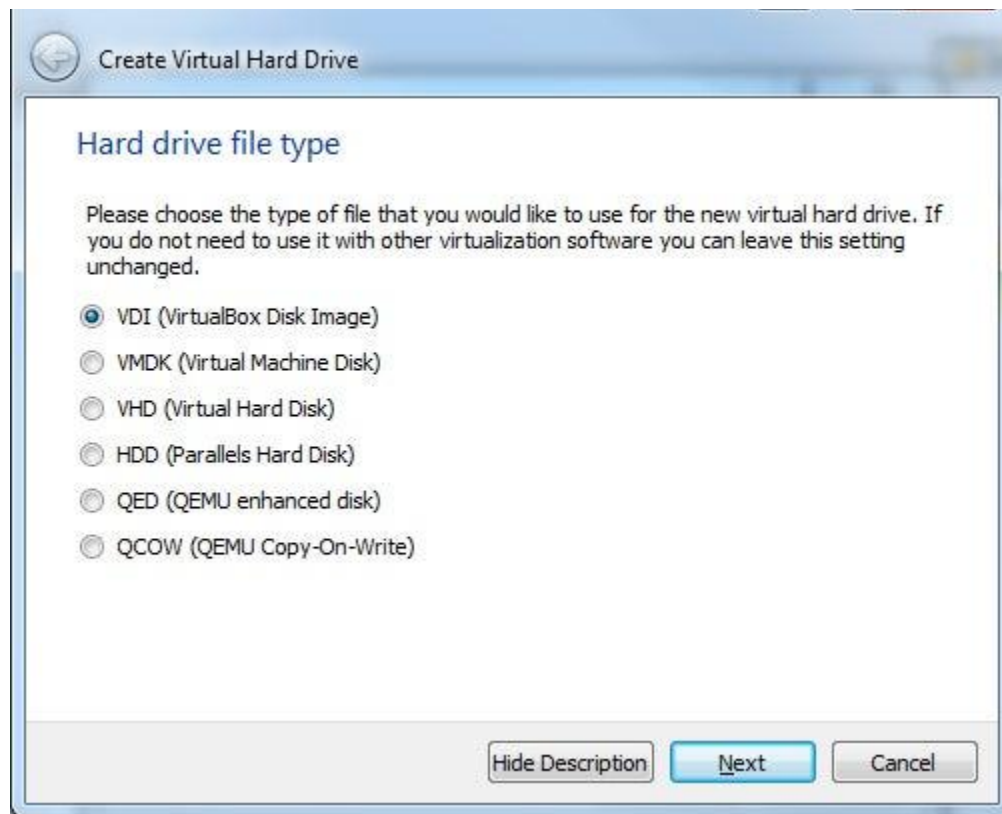 Create Virtual Hard Drive
Hard drive file type
Please choose the type of file that you would like to use for the new virtual hard drive. If
you do not need to use it with other virtualization software you can leave this setting
unchanged.
VDI (VirtualBox Disk Image)
VMDK (Virtual Machine Disk)
VHD (Virtual Hard Disk)
HDD (Parallels Hard Disk)
QED (QEMU enhanced disk)
QCOW (QEMU Copy-On-Write)
Hide Description Next Cancel